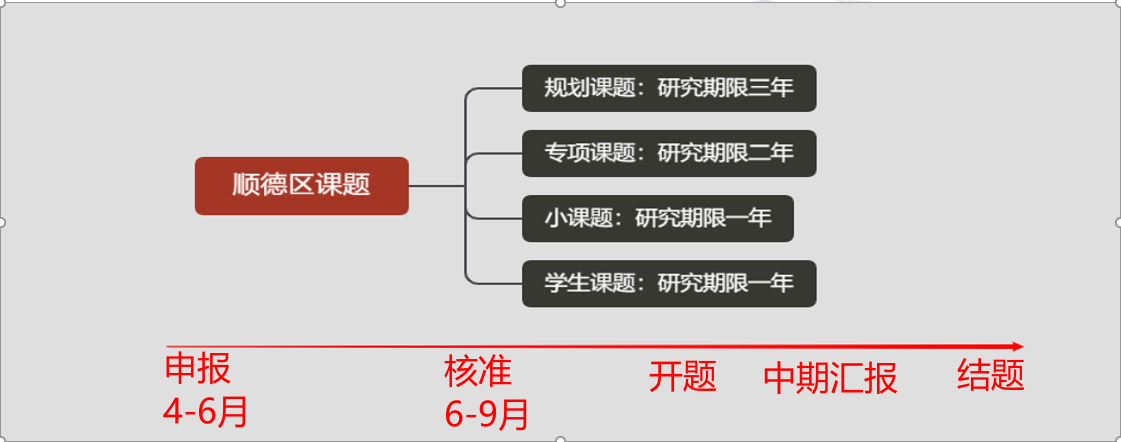 顺德区课题
规划课题：研究期限三年
专项课题：研究期限二年
小课题：研究期限一年
学生课题：研究期限一年
申报
4-6月
核准
6-9月
开题
中期汇报
结题